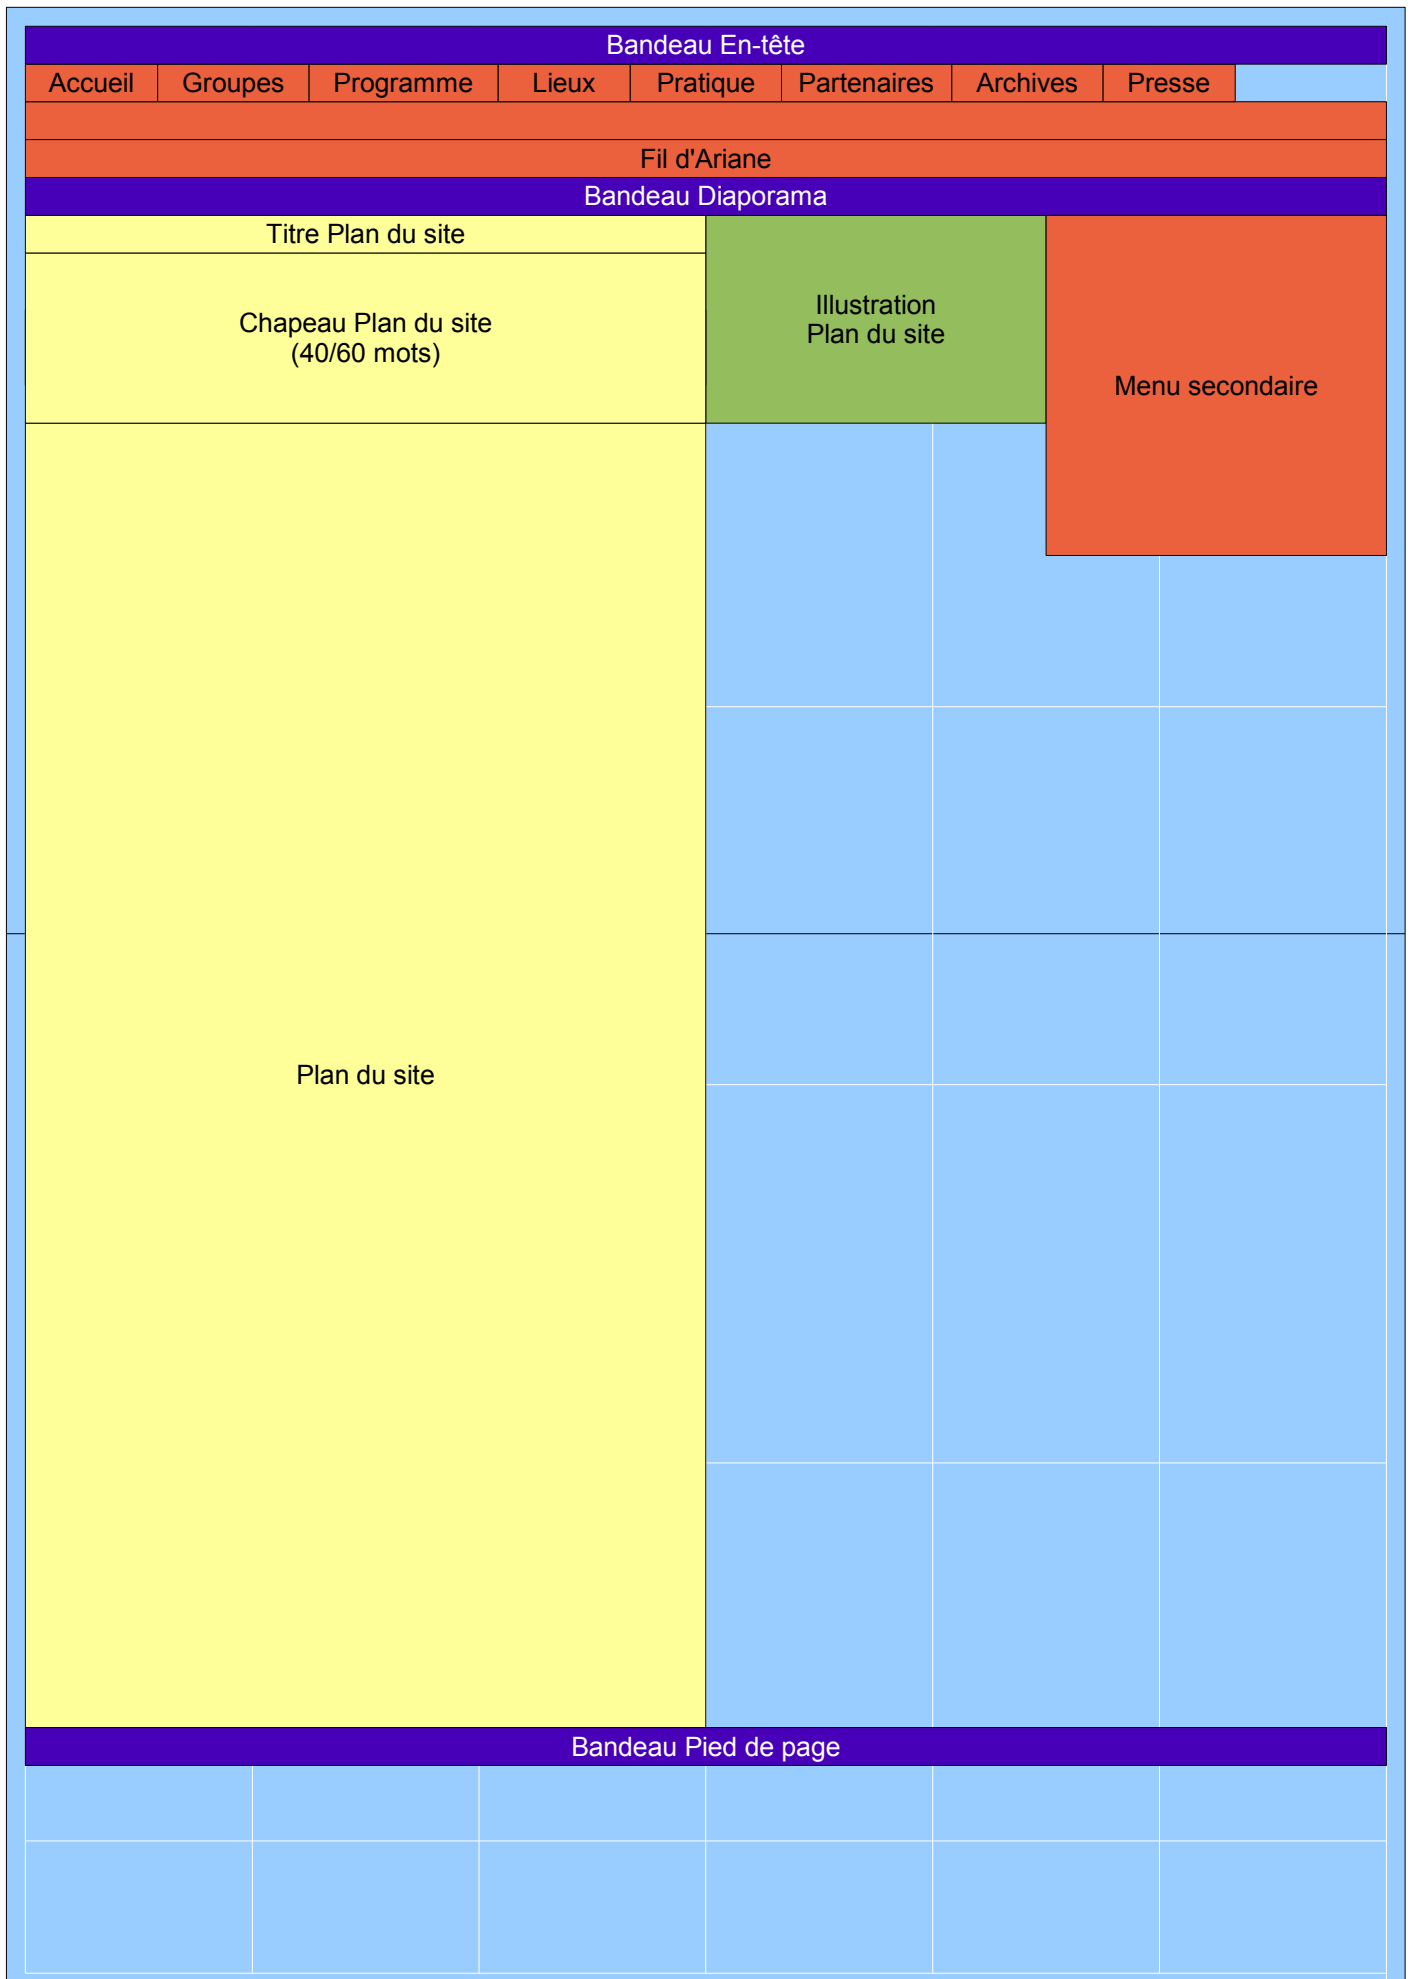 Bandeau En-tête
Accueil Groupes Programme Lieux Pratique Partenaires Archives Presse
Fil d'Ariane
Bandeau Diaporama
Titre Plan du site
Chapeau Plan du site
(40/60 mots)
Illustration
Plan du site
Menu secondaire
Plan du site
Bandeau Pied de page